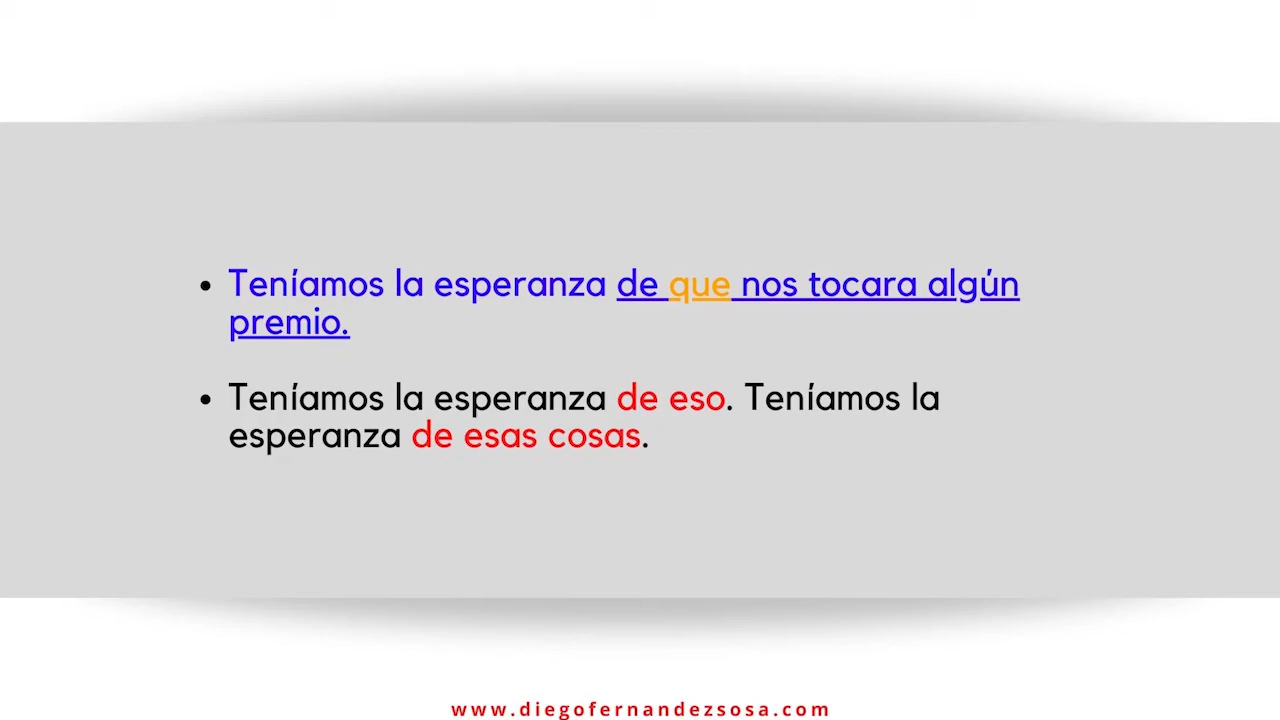 • Teníamos la esperanza de que nos tocara algún
premio.
• Teníamos la esperanza de eso. Teníamos la
esperanza de esas cosas.
www.diegofernandezsosa.com